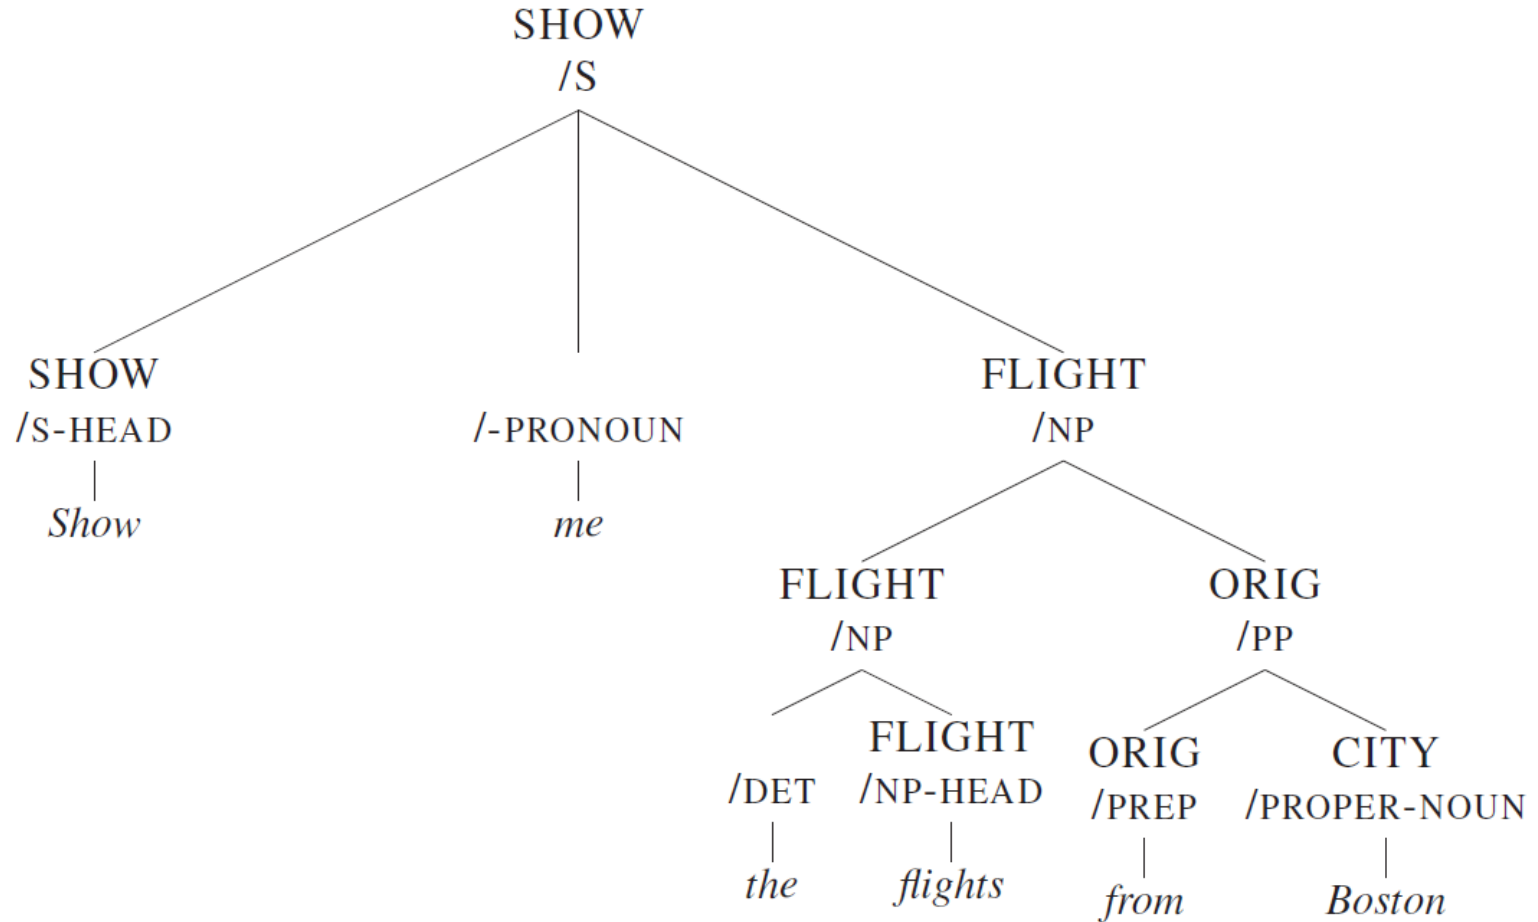 SHOW
/S
SHOW
/S-HEAD
Show
/-PRONOUN
me
FLIGHT
/NP
FLIGHT
/NP
ORIG
/PP
/DET
the
FLIGHT
/NP-HEAD
flights
ORIG
/PREP
from
CITY
/PROPER-NOUN
Boston